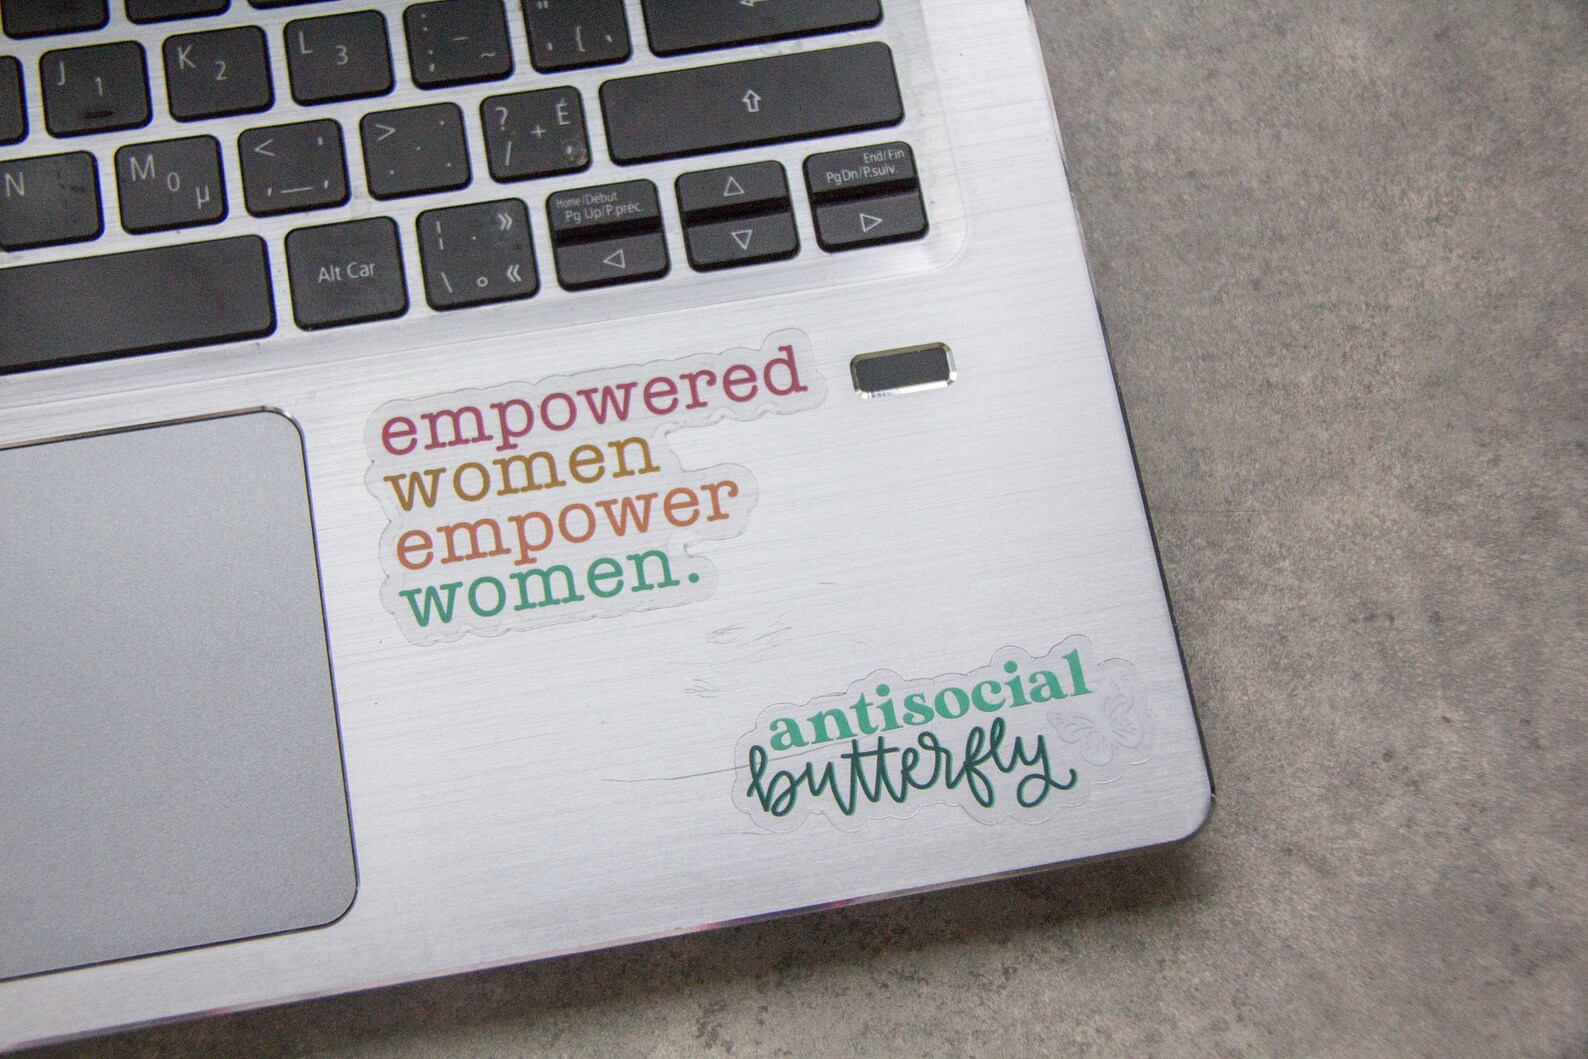 J 1
K 2
L 3
: ~
;
" {
M 0 µ
N
< '
, _ ,
> .
.
? É
/ +
Alt Car
¦ »
\ ° «
Home/Début
Pg Up/P.préc.
End/Fin
PgDn/P.suiv.
empowered
women
empower
women.
antisocial
butterfly